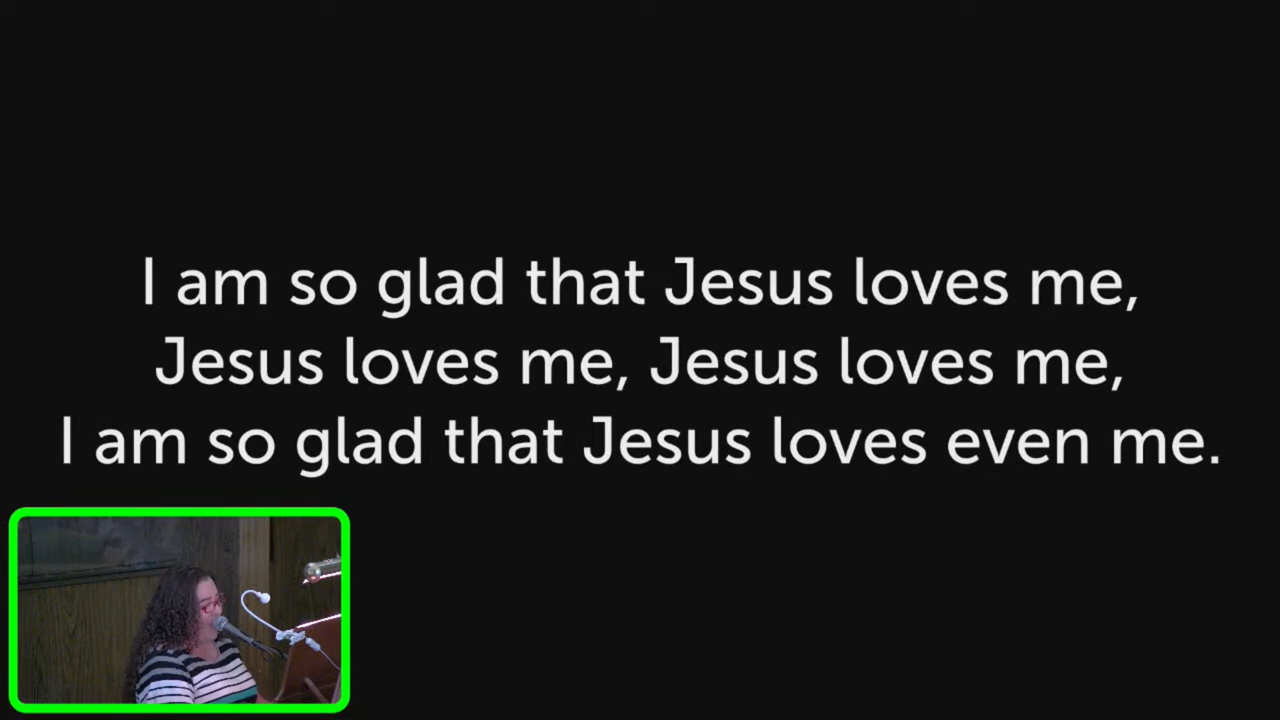 I am so glad that Jesus loves me,
Jesus loves me, Jesus loves me,
I am so glad that Jesus loves even me.